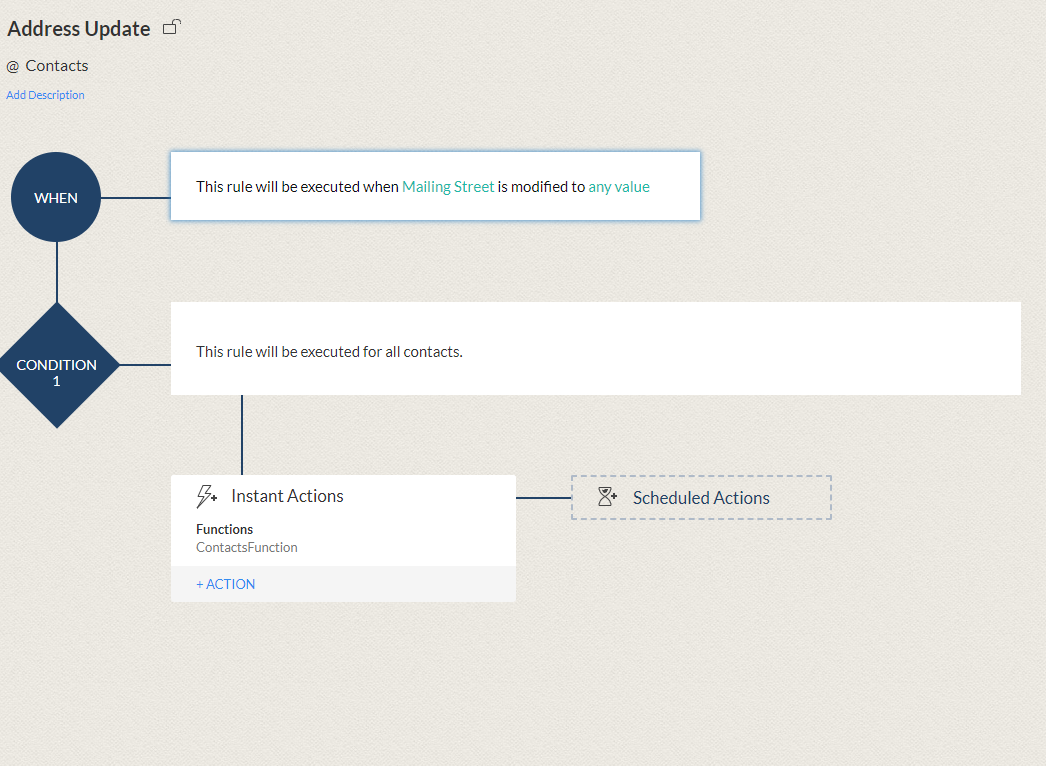 Address Update
@ Contacts
Add Description
WHEN
This rule will be executed when Mailing Street is modified to any value
CONDITION
1
This rule will be executed for all contacts.
Instant Actions
Scheduled Actions
Functions
ContactsFunction
+ ACTION